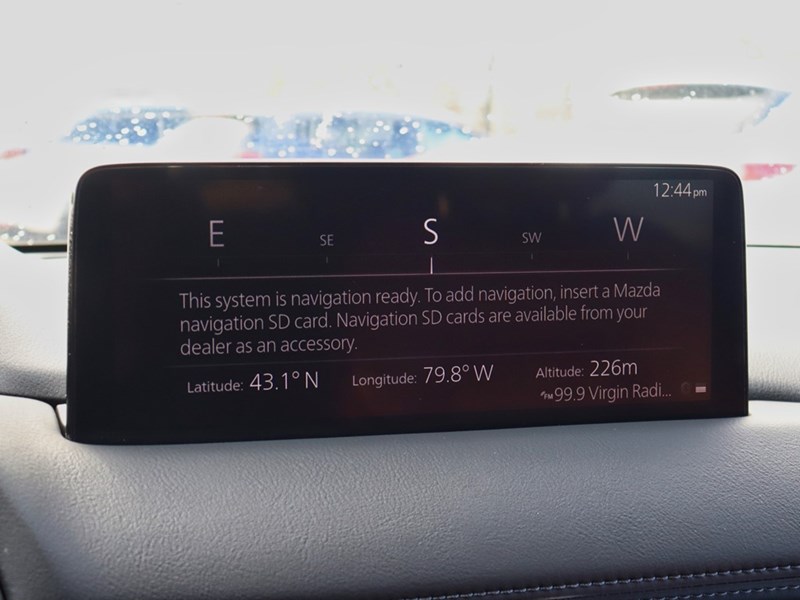 12:44pm
E SE S SW W
This system is navigation ready. To add navigation, insert a Mazda
navigation SD card. Navigation SD cards are available from your
dealer as an accessory.
Latitude: 43.1° N Longitude: 79.8° W Altitude: 226m
FM 99.9 Virgin Radi...